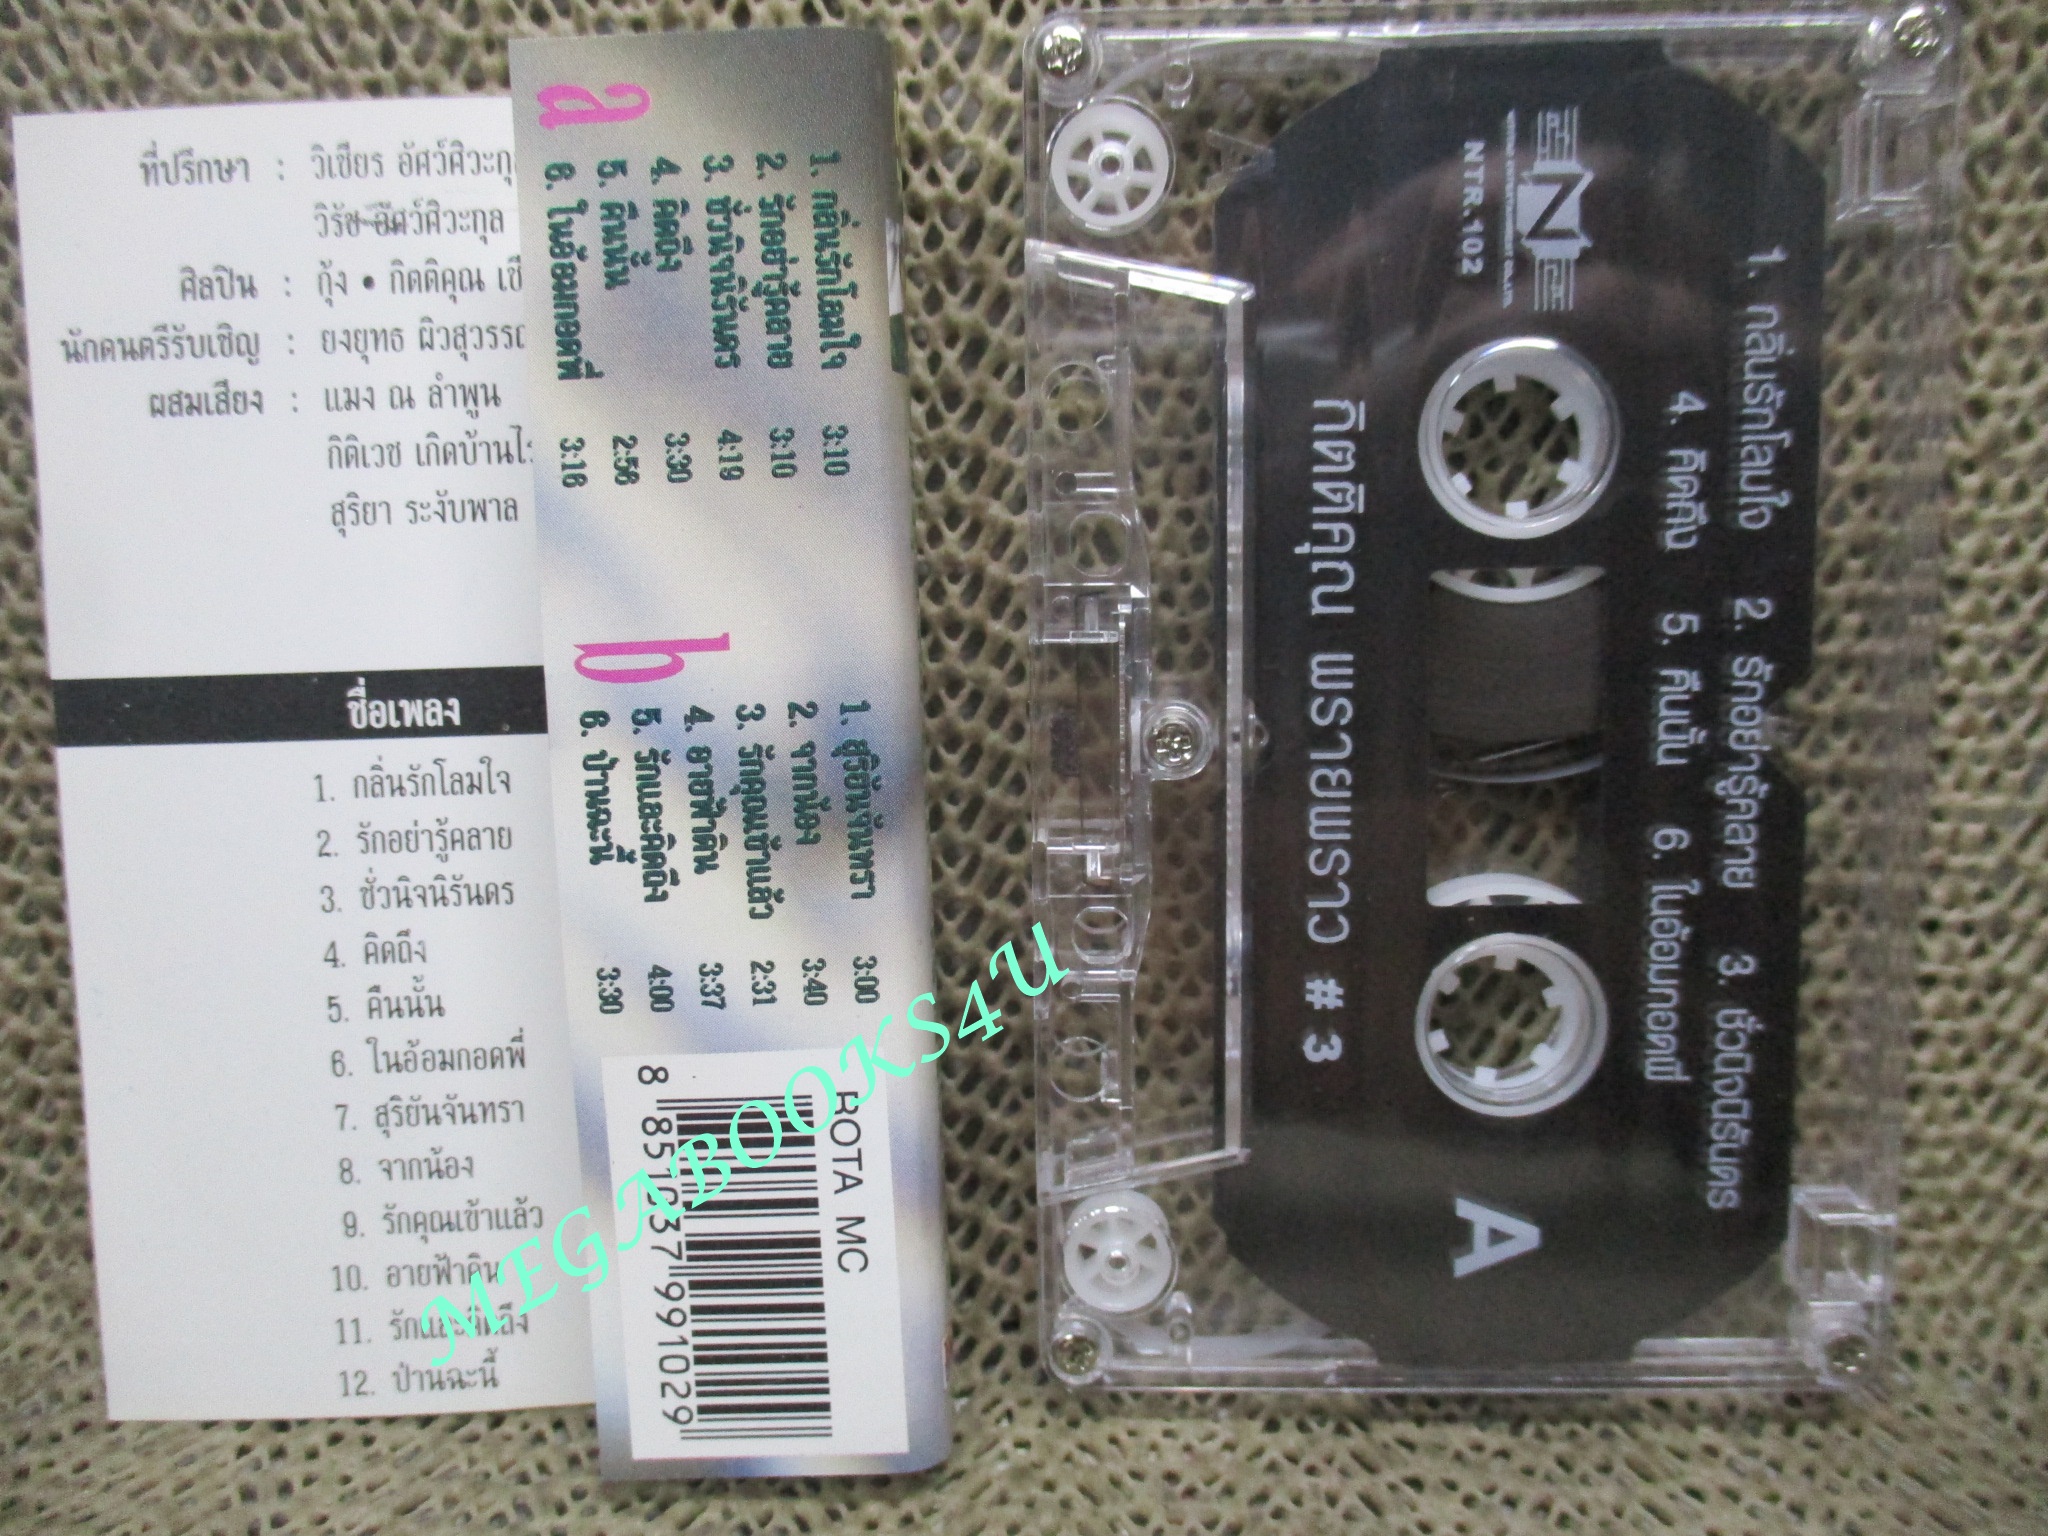 ที่ปรึกษา : วิเชียร อัศว์ศิวะกุ
วิรัช อัศว์ศิวะกุล
ศิลปิน : กุ้ง • กิตติคุณ เชี
นักดนตรีรับเชิญ : ยงยุทธ ผิวสุวรรณ
ผสมเสียง : แมง ณ ลำพูน
กิติเวช เกิดบ้านไร
สุริยา ระงับพาล
ชื่อเพลง
1. กลิ่นรักโลมใจ
2. รักอย่ารู้คลาย
3. ชั่วนิจนิรันดร
4. คิดถึง
5. คืนนั้น
6. ในอ้อมกอดพี่
7. สุริยันจันทรา
8. จากน้อง
9. รักคุณเข้าแล้ว
10. อายฟ้าดิน
11. รักและคิดถึง
12. ป่านฉะนี้
a
1. กลิ่นรักโลมใจ 3:10
2. รักอย่ารู้คลาย 3:10
3. ชั่วนิจนิรันดร 4:19
4. คิดถึง 3:30
5. คืนนั้น 2:56
6. ในอ้อมกอดพี่ 3:16
b
1. สุริยันจันทรา 3:00
2. จากน้อง 3:40
3. รักคุณเข้าแล้ว 2:31
4. อายฟ้าดิน 3:37
5. รักและคิดถึง 4:00
6. ป่านฉะนี้ 3:30
ROTA MC
8 851037 991029
MEGABOOKS4U
N
NTR.102
1. กลิ่นรักโลมใจ 2. รักอย่ารู้คลาย 3. ชั่วนิจนิรันดร
4. คิดถึง 5. คืนนั้น 6. ในอ้อมกอดพี่
A
กิตติคุณ พรายพราว # 3